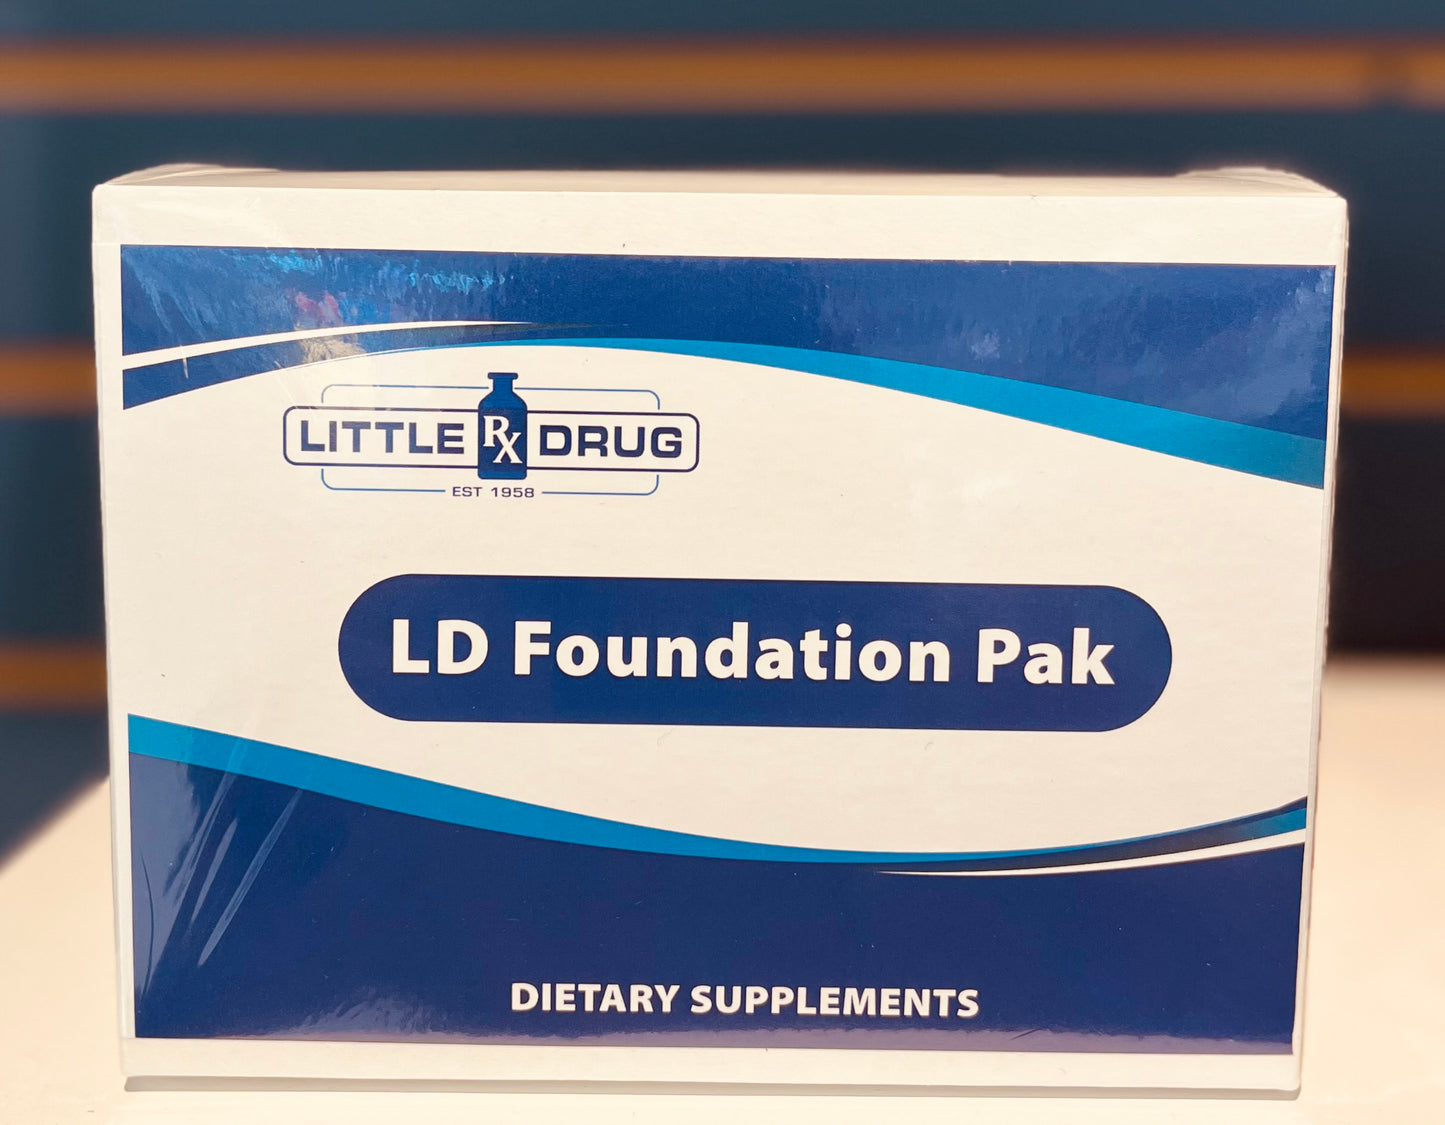 LITTLE RX DRUG
EST 1958
LD Foundation Pak
DIETARY SUPPLEMENTS